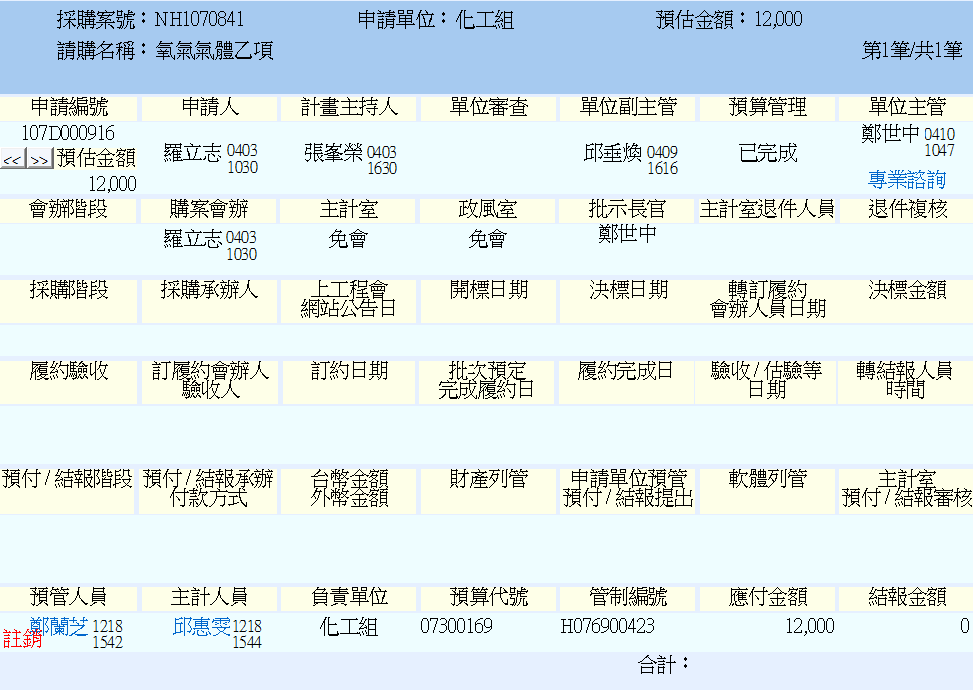 採購案號：NH1070841 申請單位：化工組 預估金額：12,000
請購名稱：氧氣氣體乙項 第1筆/共1筆
申請編號 申請人 計畫主持人 單位審查 單位副主管 預算管理 單位主管
107D000916
<< >> 預估金額
12,000
羅立志 0403
1030
張峯榮 0403
1630
邱垂煥 0409
1616
已完成
鄭世中 0410
1047
專業諮詢
會辦階段 購案會辦 主計室 政風室 批示長官 主計室退件人員 退件複核
羅立志 0403
1030
免會
免會
鄭世中
採購階段 採購承辦人 上工程會
網站公告日
開標日期 決標日期 轉訂履約
會辦人員日期
決標金額
履約驗收 訂履約會辦人
驗收人
訂約日期 批次預定
完成履約日
履約完成日 驗收 / 估驗等
日期
轉結報人員
時間
預付 / 結報階段 預付 / 結報承辦
付款方式
台幣金額
外幣金額
財產列管 申請單位預管
預付 / 結報提出
軟體列管 主計室
預付 / 結報審核
預管人員 主計人員 負責單位 預算代號 管制編號 應付金額 結報金額
鄭蘭芝 1218
1542
註銷
邱惠雯 1218
1544
化工組 07300169 H076900423 12,000 0
合計：